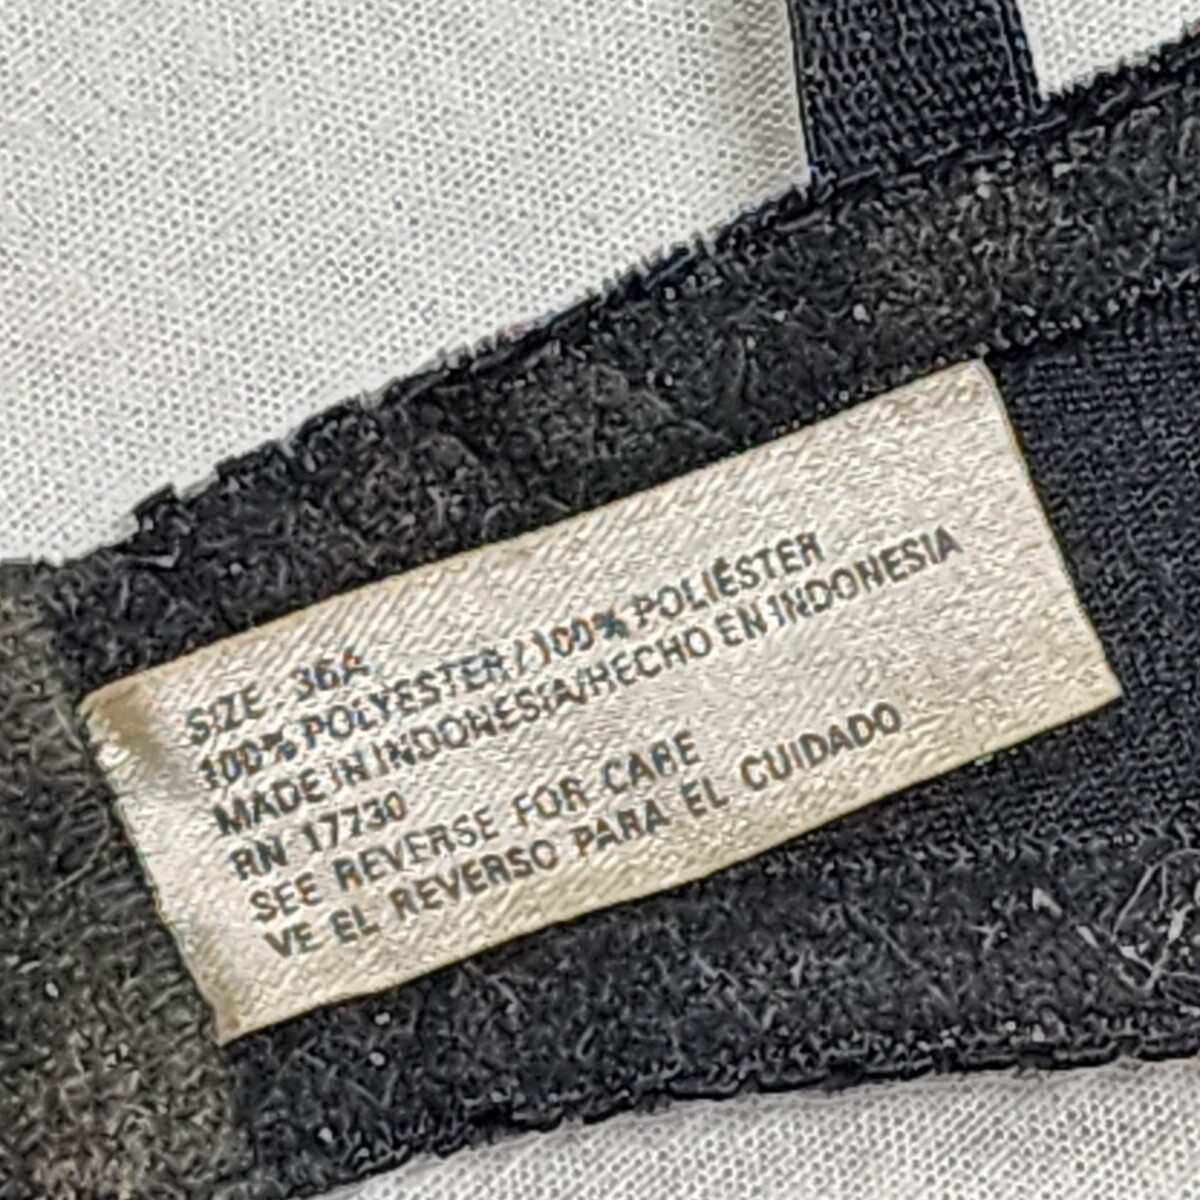 SIZE 36A
100% POLYESTER / 100% POLIÉSTER
MADE IN INDONESIA/HECHO EN INDONESIA
RN 17730
SEE REVERSE FOR CARE
VE EL REVERSO PARA EL CUIDADO